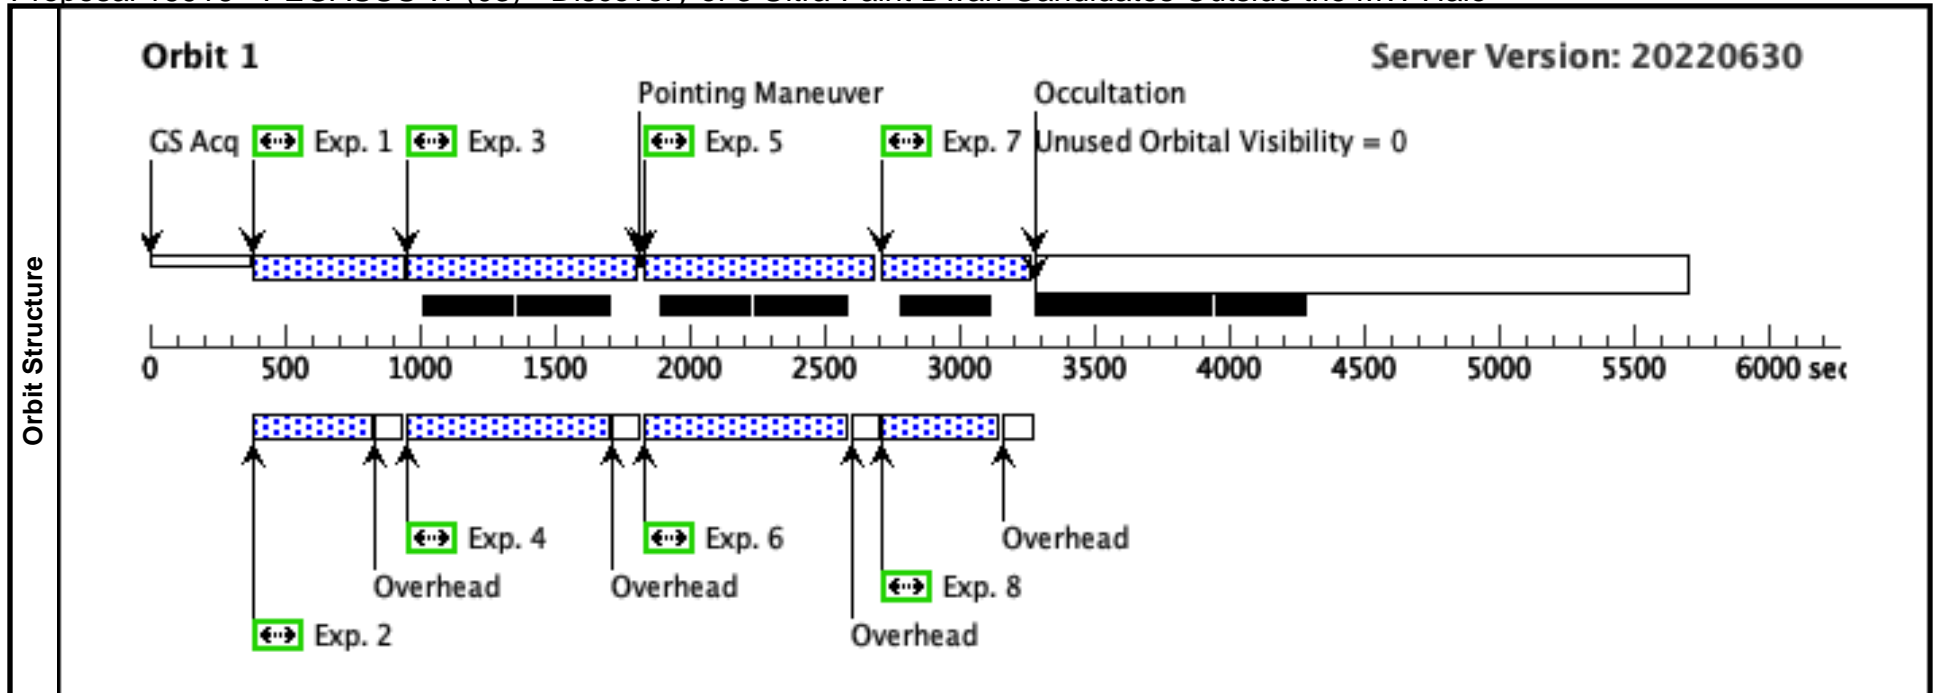 Orbit 1
Server Version: 20220630
Pointing Maneuver
Occultation
GS Acq
Exp. 1
Exp. 3
Exp. 5
Exp. 7
Unused Orbital Visibility = 0
Orbit Structure
0 500 1000 1500 2000 2500 3000 3500 4000 4500 5000 5500 6000 sec
Exp. 4
Exp. 6
Overhead
Overhead
Overhead
Exp. 8
Exp. 2
Overhead